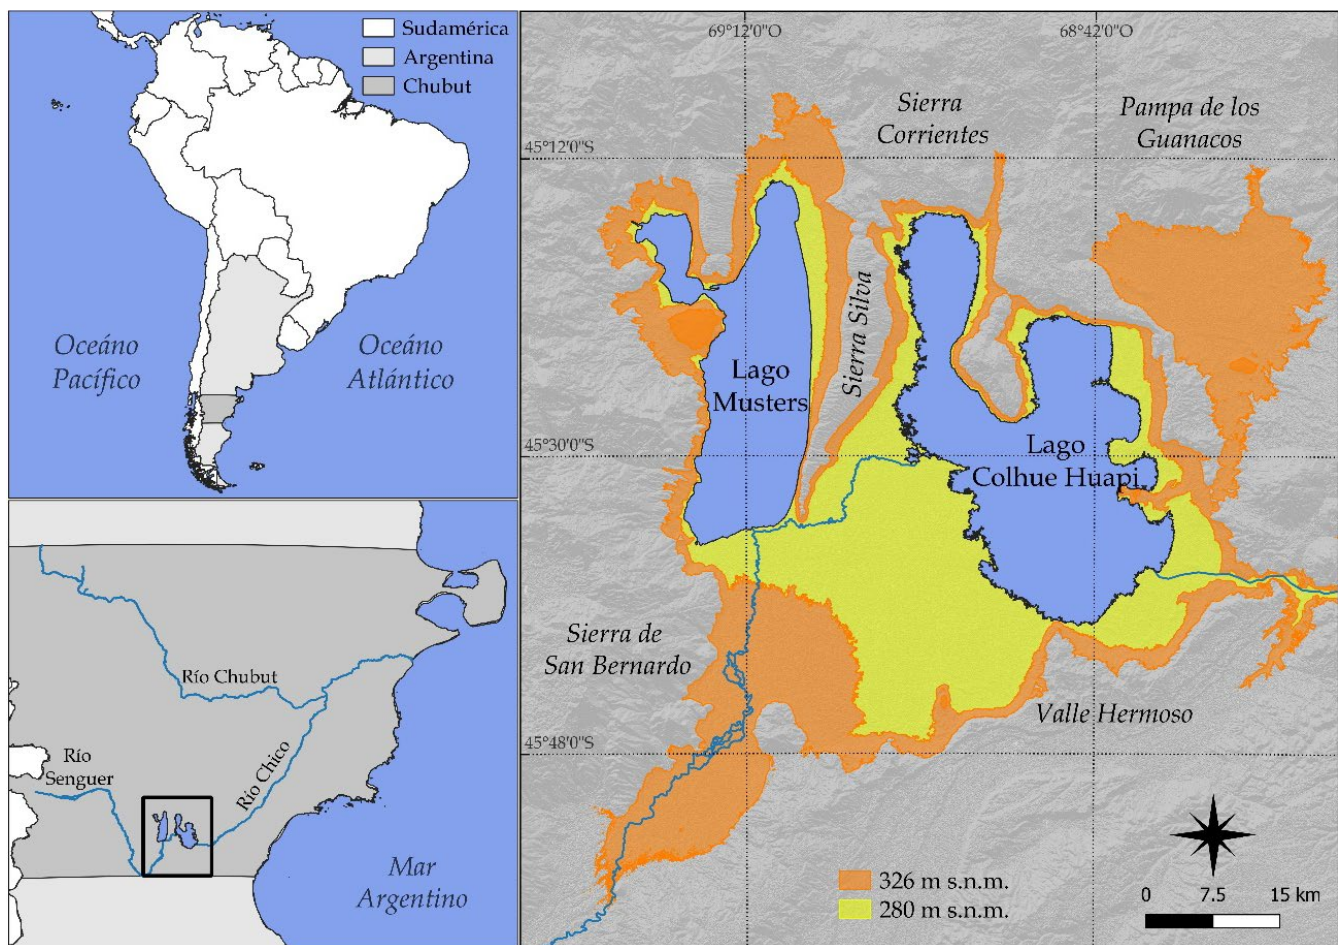 Sudamérica
Argentina
Chubut
Océano
Pacífico
Océano
Atlántico
Río Chubut
Río
Senguer
Río Chico
Mar
Argentino
69°12'0"O
68°42'0"O
45°12'0"S
45°30'0"S
45°48'0"S
Sierra
Corrientes
Pampa de los
Guanacos
Sierra Silva
Lago
Musters
Lago
Colhue Huapi
Sierra de
San Bernardo
Valle Hermoso
326 m s.n.m.
280 m s.n.m.
0 7.5 15 km